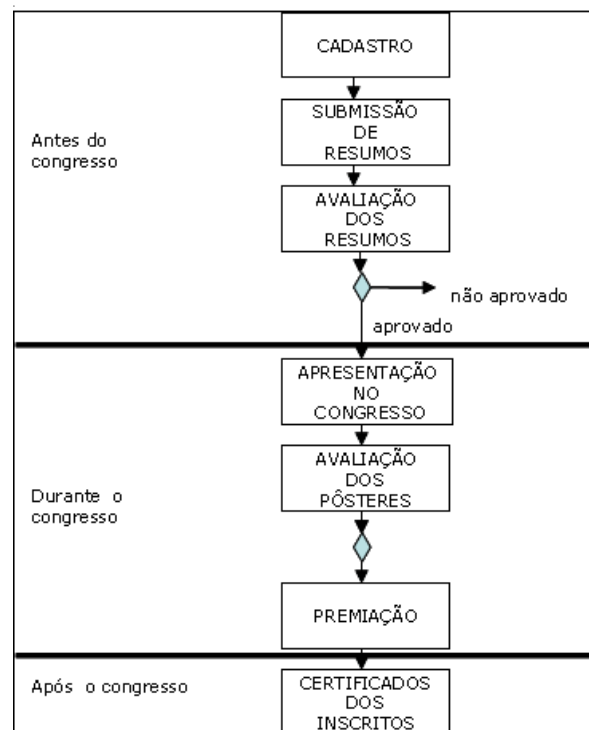 CADASTRO
SUBMISSÃO
DE
RESUMOS
Antes do
congresso
AVALIAÇÃO
DOS
RESUMOS
não aprovado
aprovado
APRESENTAÇÃO
NO
CONGRESSO
AVALIAÇÃO
DOS
PÔSTERES
Durante o
congresso
PREMIAÇÃO
Após o congresso
CERTIFICADOS
DOS
INSCRITOS